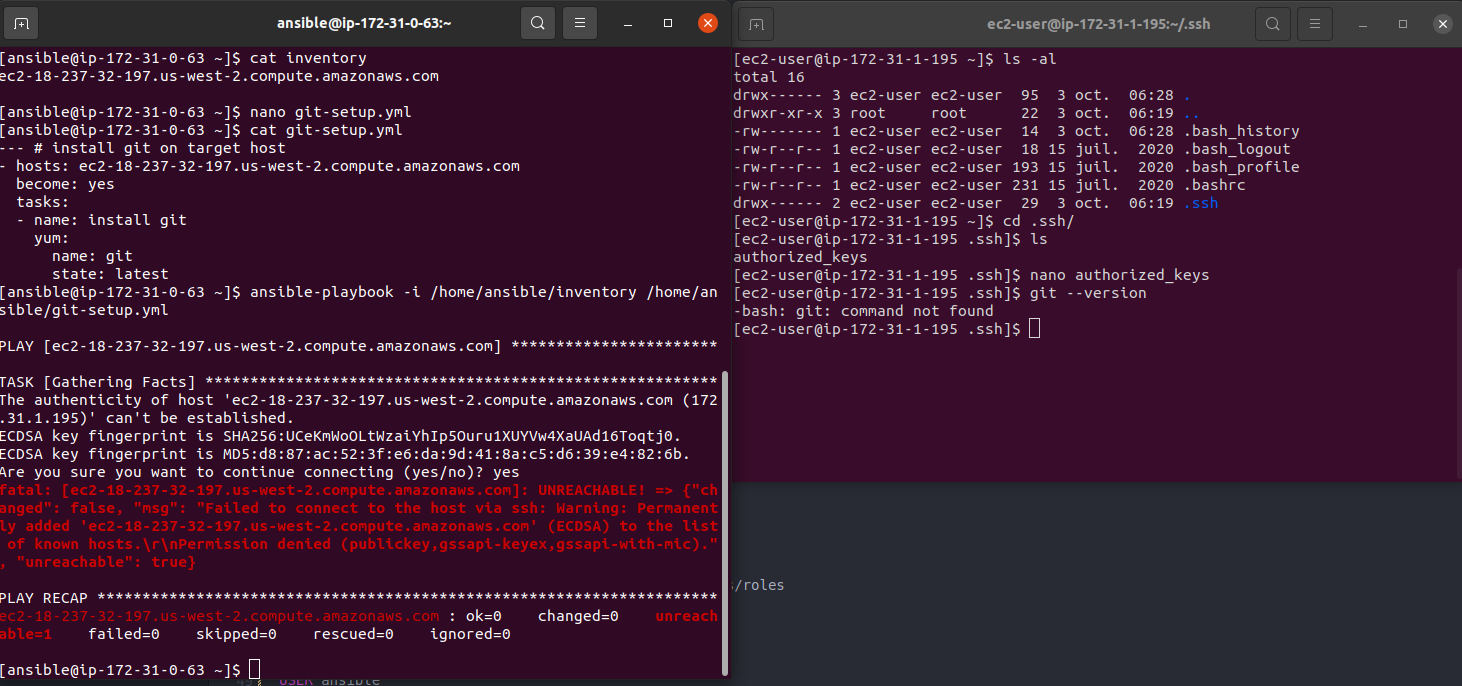 ansible@ip-172-31-0-63:~
[ansible@ip-172-31-0-63 ~]$ cat inventory
ec2-18-237-32-197.us-west-2.compute.amazonaws.com
[ansible@ip-172-31-0-63 ~]$ nano git-setup.yml
[ansible@ip-172-31-0-63 ~]$ cat git-setup.yml
--- # install git on target host
- hosts: ec2-18-237-32-197.us-west-2.compute.amazonaws.com
  become: yes
  tasks:
  - name: install git
    yum:
      name: git
      state: latest
[ansible@ip-172-31-0-63 ~]$ ansible-playbook -i /home/ansible/inventory /home/an
sible/git-setup.yml
PLAY [ec2-18-237-32-197.us-west-2.compute.amazonaws.com] ***********************
TASK [Gathering Facts] *********************************************************
The authenticity of host 'ec2-18-237-32-197.us-west-2.compute.amazonaws.com (172
.31.1.195)' can't be established.
ECDSA key fingerprint is SHA256:UCeKmWoOLtWzaiYhIp5Ouru1XUYVw4XaUAd16Toqtj0.
ECDSA key fingerprint is MD5:d8:87:ac:52:3f:e6:da:9d:41:8a:c5:d6:39:e4:82:6b.
Are you sure you want to continue connecting (yes/no)? yes
fatal: [ec2-18-237-32-197.us-west-2.compute.amazonaws.com]: UNREACHABLE! => {"ch
anged": false, "msg": "Failed to connect to the host via ssh: Warning: Permanent
ly added 'ec2-18-237-32-197.us-west-2.compute.amazonaws.com' (ECDSA) to the list
 of known hosts.\r\nPermission denied (publickey,gssapi-keyex,gssapi-with-mic)."
, "unreachable": true}
PLAY RECAP *********************************************************************
ec2-18-237-32-197.us-west-2.compute.amazonaws.com : ok=0    changed=0    unreach
able=1    failed=0    skipped=0    rescued=0    ignored=0
[ansible@ip-172-31-0-63 ~]$
ec2-user@ip-172-31-1-195:~/.ssh
[ec2-user@ip-172-31-1-195 ~]$ ls -al
total 16
drwx------ 3 ec2-user ec2-user  95  3 oct.  06:28 .
drwxr-xr-x 3 root     root      22  3 oct.  06:19 ..
-rw------- 1 ec2-user ec2-user  14  3 oct.  06:28 .bash_history
-rw-r--r-- 1 ec2-user ec2-user  18 15 juil.  2020 .bash_logout
-rw-r--r-- 1 ec2-user ec2-user 193 15 juil.  2020 .bash_profile
-rw-r--r-- 1 ec2-user ec2-user 231 15 juil.  2020 .bashrc
drwx------ 2 ec2-user ec2-user  29  3 oct.  06:19 .ssh
[ec2-user@ip-172-31-1-195 ~]$ cd .ssh/
[ec2-user@ip-172-31-1-195 .ssh]$ ls
authorized_keys
[ec2-user@ip-172-31-1-195 .ssh]$ nano authorized_keys
[ec2-user@ip-172-31-1-195 .ssh]$ git --version
-bash: git: command not found
[ec2-user@ip-172-31-1-195 .ssh]$
/roles
USER ansible